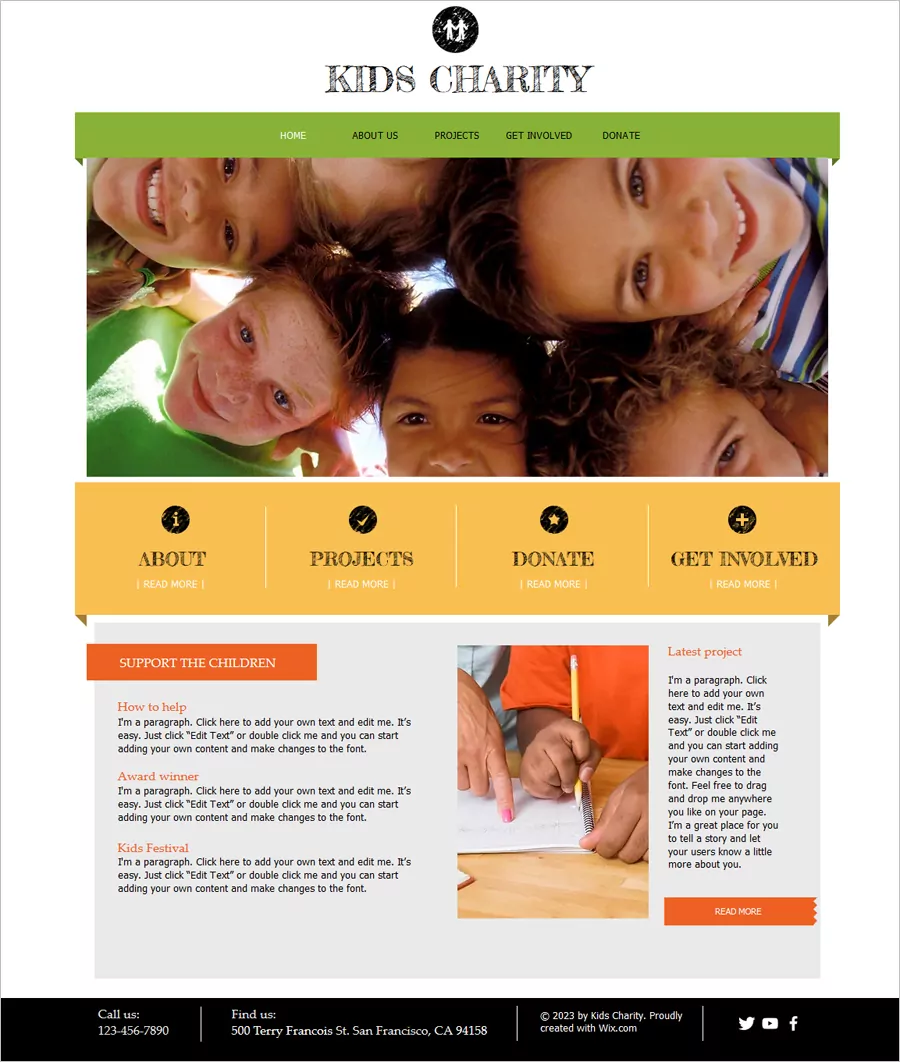 KIDS CHARITY
HOME ABOUT US PROJECTS GET INVOLVED DONATE
ABOUT
| READ MORE |
PROJECTS
| READ MORE |
DONATE
| READ MORE |
GET INVOLVED
| READ MORE |
SUPPORT THE CHILDREN
How to help
I'm a paragraph. Click here to add your own text and edit me. It's
easy. Just click “Edit Text” or double click me and you can start
adding your own content and make changes to the font.
Award winner
I'm a paragraph. Click here to add your own text and edit me. It's
easy. Just click “Edit Text” or double click me and you can start
adding your own content and make changes to the font.
Kids Festival
I'm a paragraph. Click here to add your own text and edit me. It's
easy. Just click “Edit Text” or double click me and you can start
adding your own content and make changes to the font.
Latest project
I'm a paragraph. Click
here to add your own
text and edit me. It's
easy. Just click “Edit
Text” or double click me
and you can start adding
your own content and
make changes to the
font. Feel free to drag
and drop me anywhere
you like on your page.
I'm a great place for you
to tell a story and let
your users know a little
more about you.
READ MORE
Call us:
123-456-7890
Find us:
500 Terry Francois St. San Francisco, CA 94158
© 2023 by Kids Charity. Proudly
created with Wix.com